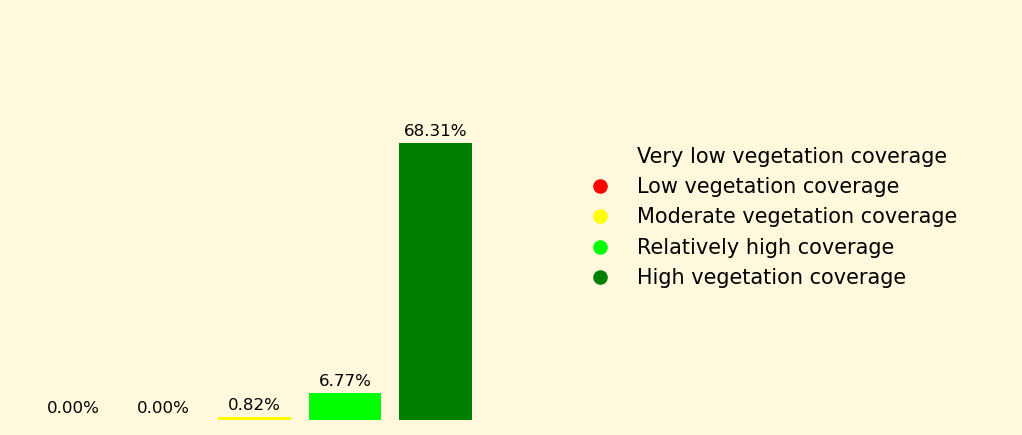 68.31%
6.77%
0.82%
0.00%
0.00%
Very low vegetation coverage
Low vegetation coverage
Moderate vegetation coverage
Relatively high coverage
High vegetation coverage